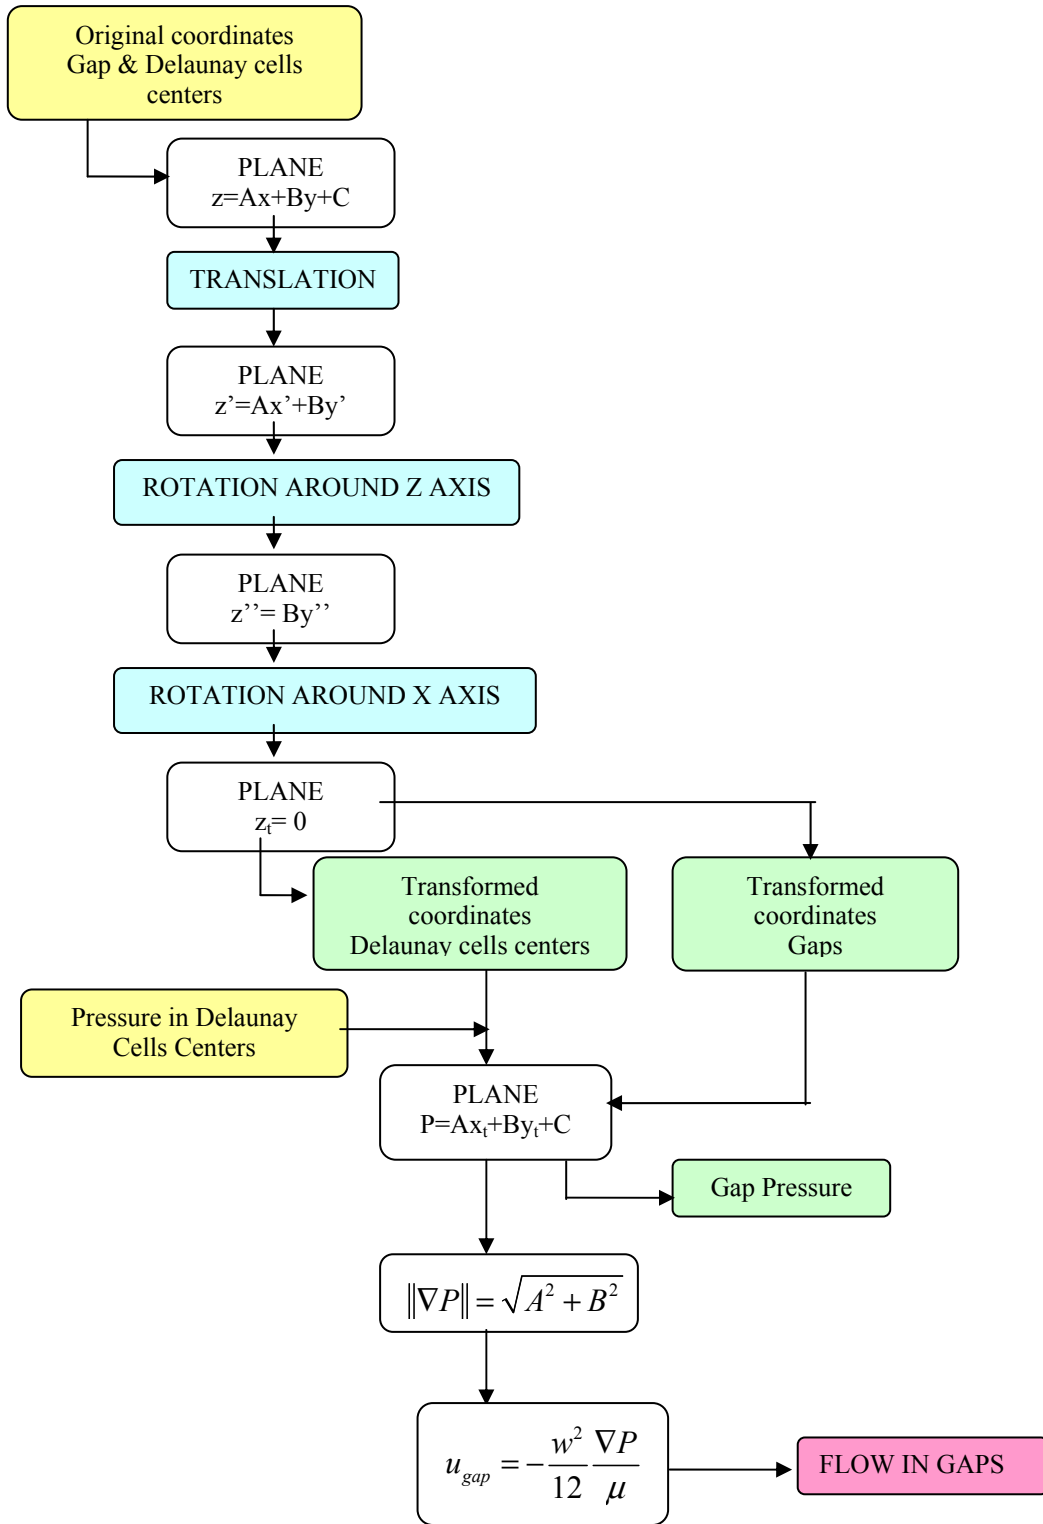 Original coordinates
Gap & Delaunay cells
centers
PLANE
z=Ax+By+C
TRANSLATION
PLANE
z’=Ax’+By’
ROTATION AROUND Z AXIS
PLANE
z’’= By’’
ROTATION AROUND X AXIS
PLANE
zₜ= 0
Transformed
coordinates
Delaunay cells centers
Transformed
coordinates
Gaps
Pressure in Delaunay
Cells Centers
PLANE
P=Axₜ+Byₜ+C
Gap Pressure
‖∇P‖ = √(A² + B²)
u_gap = − w²/12 ∇P/μ
FLOW IN GAPS